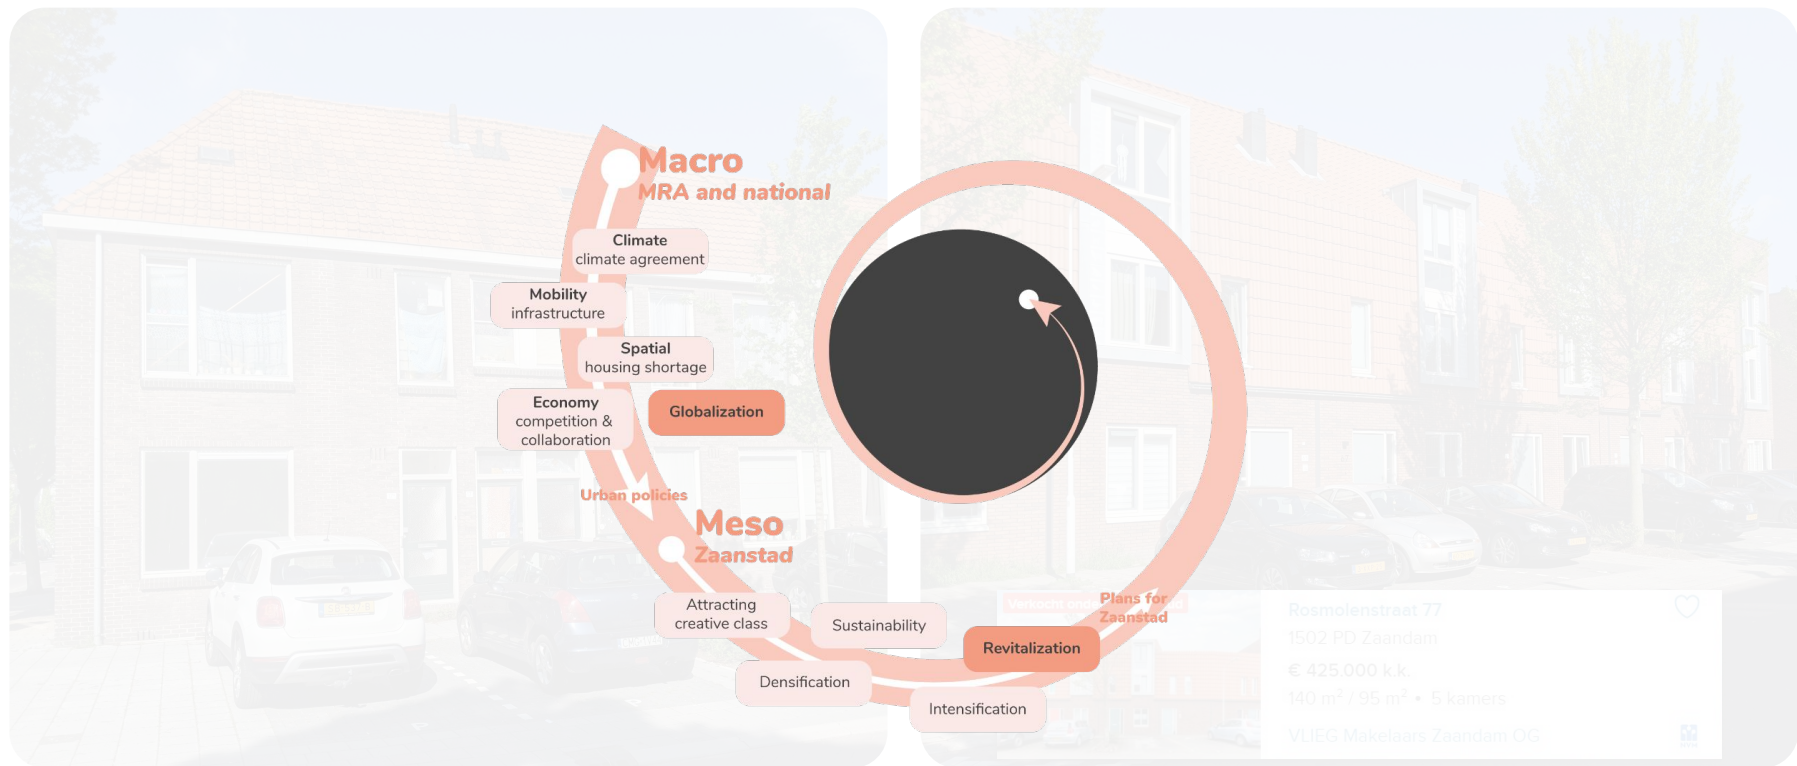 Macro
MRA and national
Climate
climate agreement
Mobility
infrastructure
Spatial
housing shortage
Economy
competition &
collaboration
Globalization
Urban policies
Meso
Zaanstad
Attracting
creative class
Sustainability
Densification
Revitalization
Intensification
Plans for
Zaanstad
Verkocht
Rosmolenstraat 77
1502 PD Zaandam
€ 425.000 k.k.
140 m² / 95 m² • 5 kamers
VLIEG Makelaars Zaandam OG